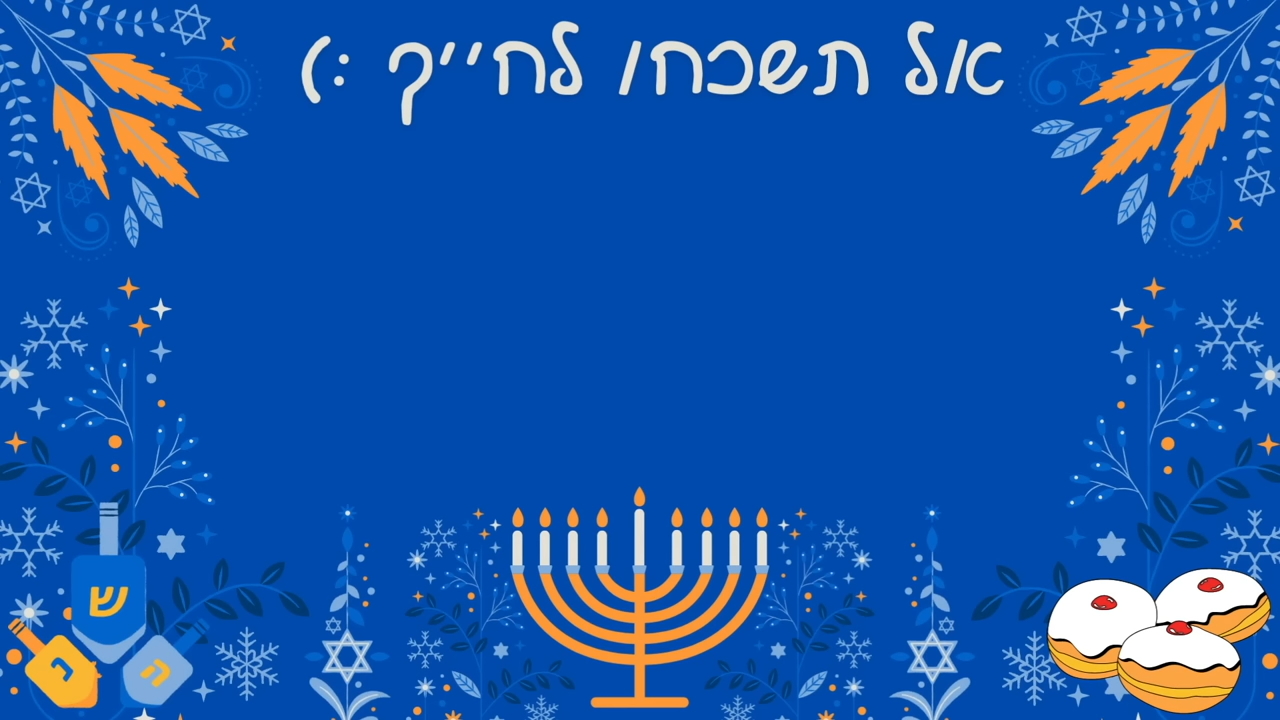 אל תשכחו לחייך :)
ש
נ ה